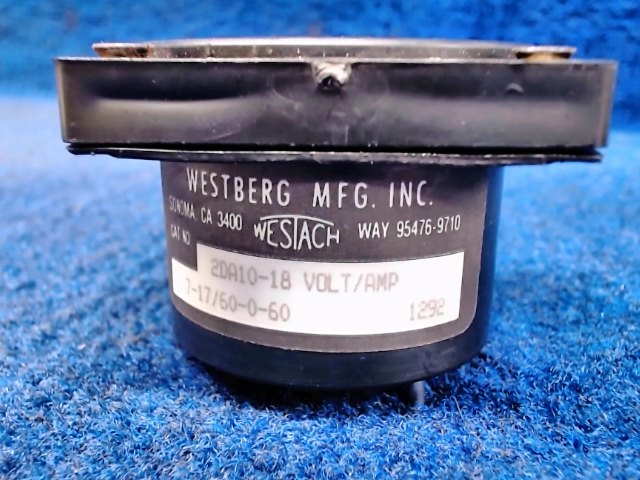 WESTBERG MFG. INC.
SONOMA, CA 3400 WESTACH WAY 95476-9710
CAT NO
2DA10-18 VOLT/AMP
7-17/60-0-60 1292